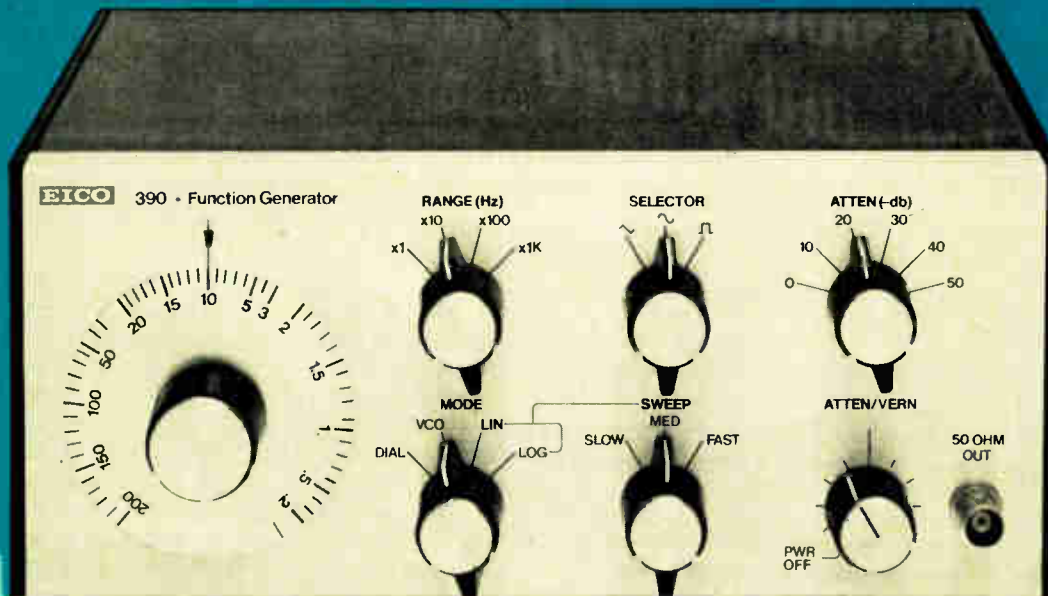 EICO 390 • Function Generator
200 150 100 50 20 15 10 5 3 2 1.5 1 .5 .2
RANGE (Hz)
x1 x10 x100 x1K
SELECTOR
ATTEN (-db)
0 10 20 30 40 50
MODE
DIAL VCO LIN LOG
SWEEP
SLOW MED FAST
ATTEN/VERN
PWR
OFF
50 OHM
OUT